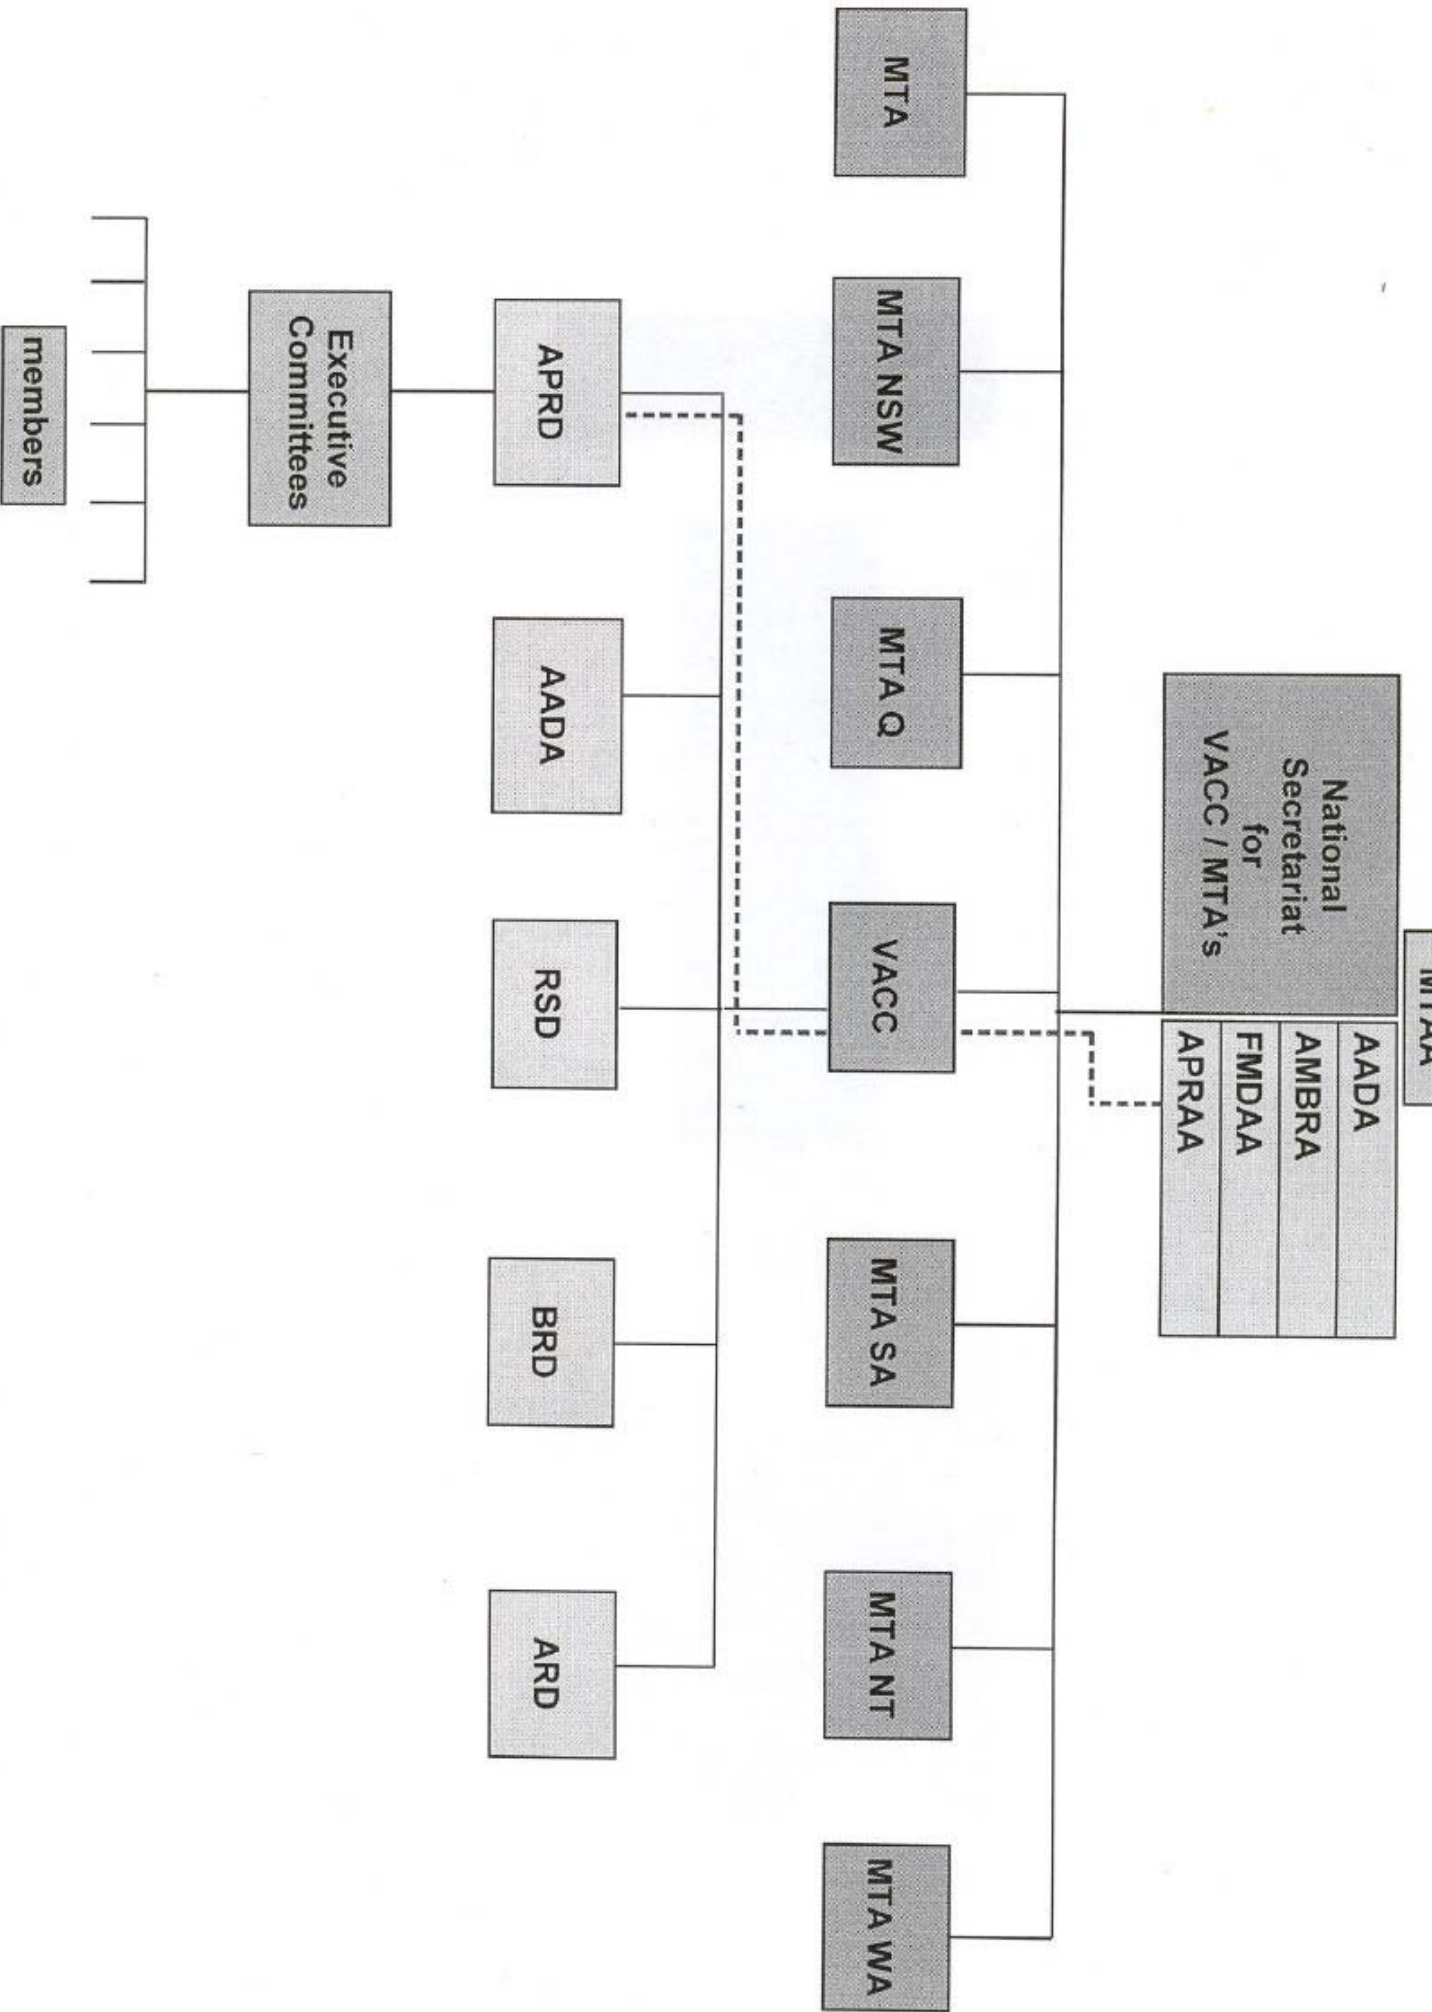 MTAA
National
Secretariat
for
VACC / MTA's
AADA
AMBRA
FMDAA
APRAA
MTA
MTA NSW
MTA Q
VACC
MTA SA
MTA NT
MTA WA
APRD
AADA
RSD
BRD
ARD
Executive
Committees
members